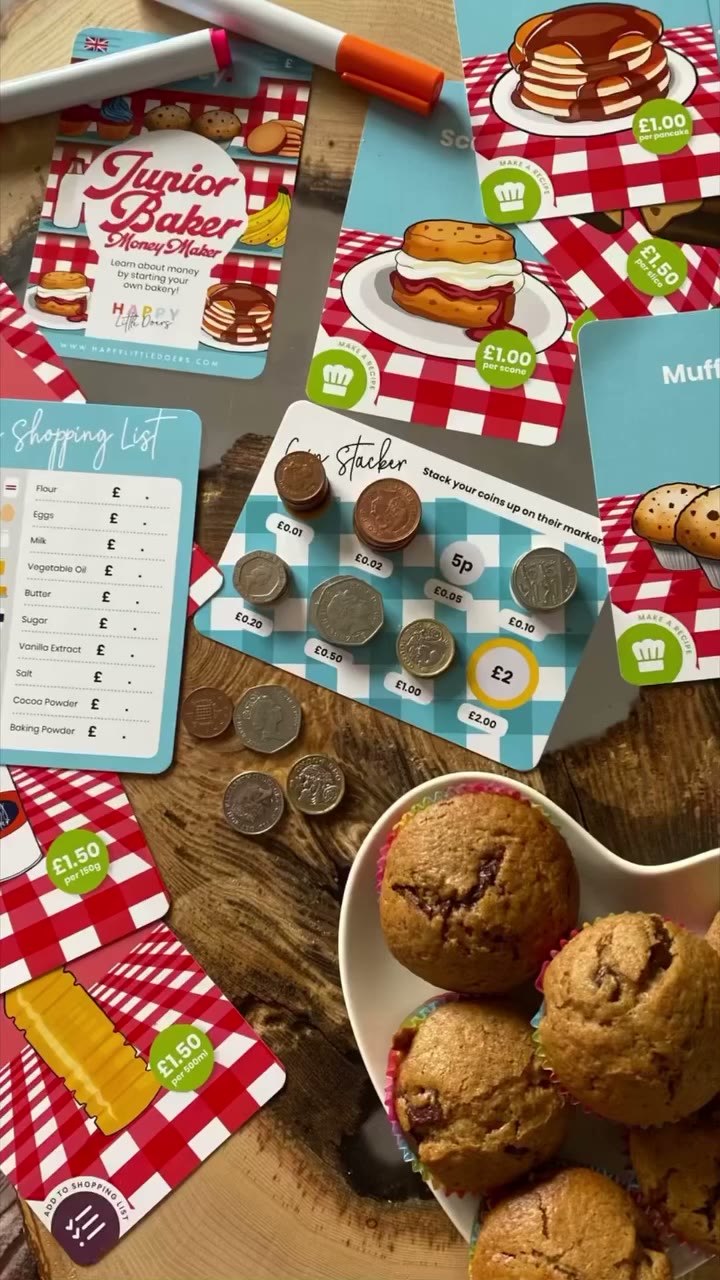 Junior
Baker
Money Maker
Learn about money
by starting your
own bakery!
HAPPY
Little Doers
WWW.HAPPYLITTLEDOERS.COM
£1.00
per pancake
MAKE A RECIPE
£1.50
per slice
£1.00
per scone
MAKE A RECIPE
Muff
MAKE A RECIPE
Shopping List
Flour £ .
Eggs £ .
Milk £ .
Vegetable Oil £ .
Butter £ .
Sugar £ .
Vanilla Extract £ .
Salt £ .
Cocoa Powder £ .
Baking Powder £ .
Coin Stacker
Stack your coins up on their marker
£0.01
£0.02
5p
£0.05
£0.10
£0.20
£0.50
£1.00
£2
£2.00
£1.50
per 150g
£1.50
per 500ml
ADD TO SHOPPING LIST